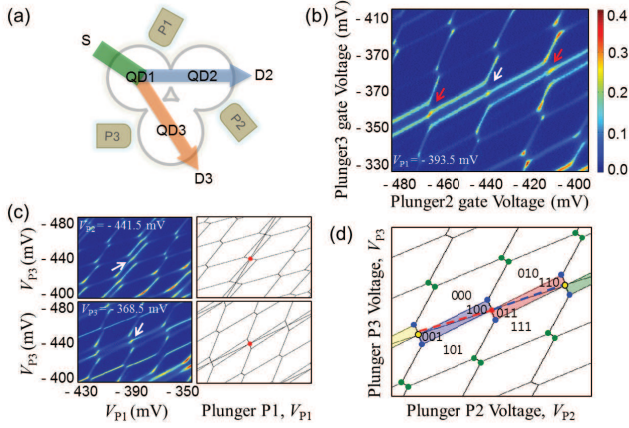 (a)
S
P1
QD1
QD2
D2
P3
QD3
P2
D3
(b)
Plunger3 gate Voltage (mV)
- 410
- 370
- 350
- 330
V_P1 = - 393.5 mV
- 480 - 460 - 440 - 420 - 400
Plunger2 gate Voltage (mV)
0.4
0.3
0.2
0.1
0.0
(c)
V_P3 (mV)
- 480
- 440
- 400
V_P2 = - 441.5 mV
V_P3 (mV)
- 480
- 440
- 400
V_P3 = - 368.5 mV
- 430 - 390 - 350
V_P1 (mV)
Plunger P1, V_P1
(d)
Plunger P3 Voltage, V_P3
000
010
110
100
011
001
111
101
Plunger P2 Voltage, V_P2